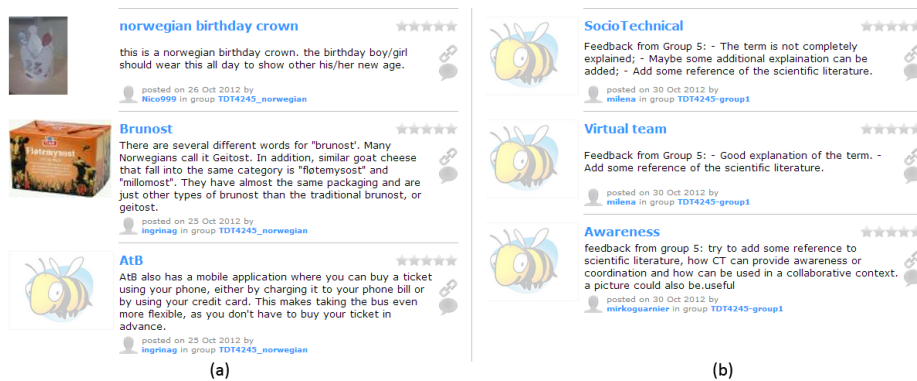 norwegian birthday crown
this is a norwegian birthday crown. the birthday boy/girl
should wear this all day to show other his/her new age.
posted on 26 Oct 2012 by
Nico999 in group TDT4245_norwegian
Fløtemysost
Brunost
There are several different words for "brunost'. Many
Norwegians call it Geitost. In addition, similar goat cheese
that fall into the same category is "fløtemysost" and
"millomost". They have almost the same packaging and are
just other types of brunost than the traditional brunost, or
geitost.
posted on 25 Oct 2012 by
ingrinag in group TDT4245_norwegian
AtB
AtB also has a mobile application where you can buy a ticket
using your phone, either by charging it to your phone bill or
by using your credit card. This makes taking the bus even
more flexible, as you don't have to buy your ticket in
advance.
posted on 25 Oct 2012 by
ingrinag in group TDT4245_norwegian
(a)
SocioTechnical
Feedback from Group 5: - The term is not completely
explained; - Maybe some additional explaination can be
added; - Add some reference of the scientific literature.
posted on 30 Oct 2012 by
milena in group TDT4245-group1
Virtual team
Feedback from Group 5: - Good explanation of the term. -
Add some reference of the scientific literature.
posted on 30 Oct 2012 by
milena in group TDT4245-group1
Awareness
feedback from group 5: try to add some reference to
scientific literature, how CT can provide awareness or
coordination and how can be used in a collaborative context.
a picture could also be.useful
posted on 30 Oct 2012 by
mirkoguarnier in group TDT4245-group1
(b)